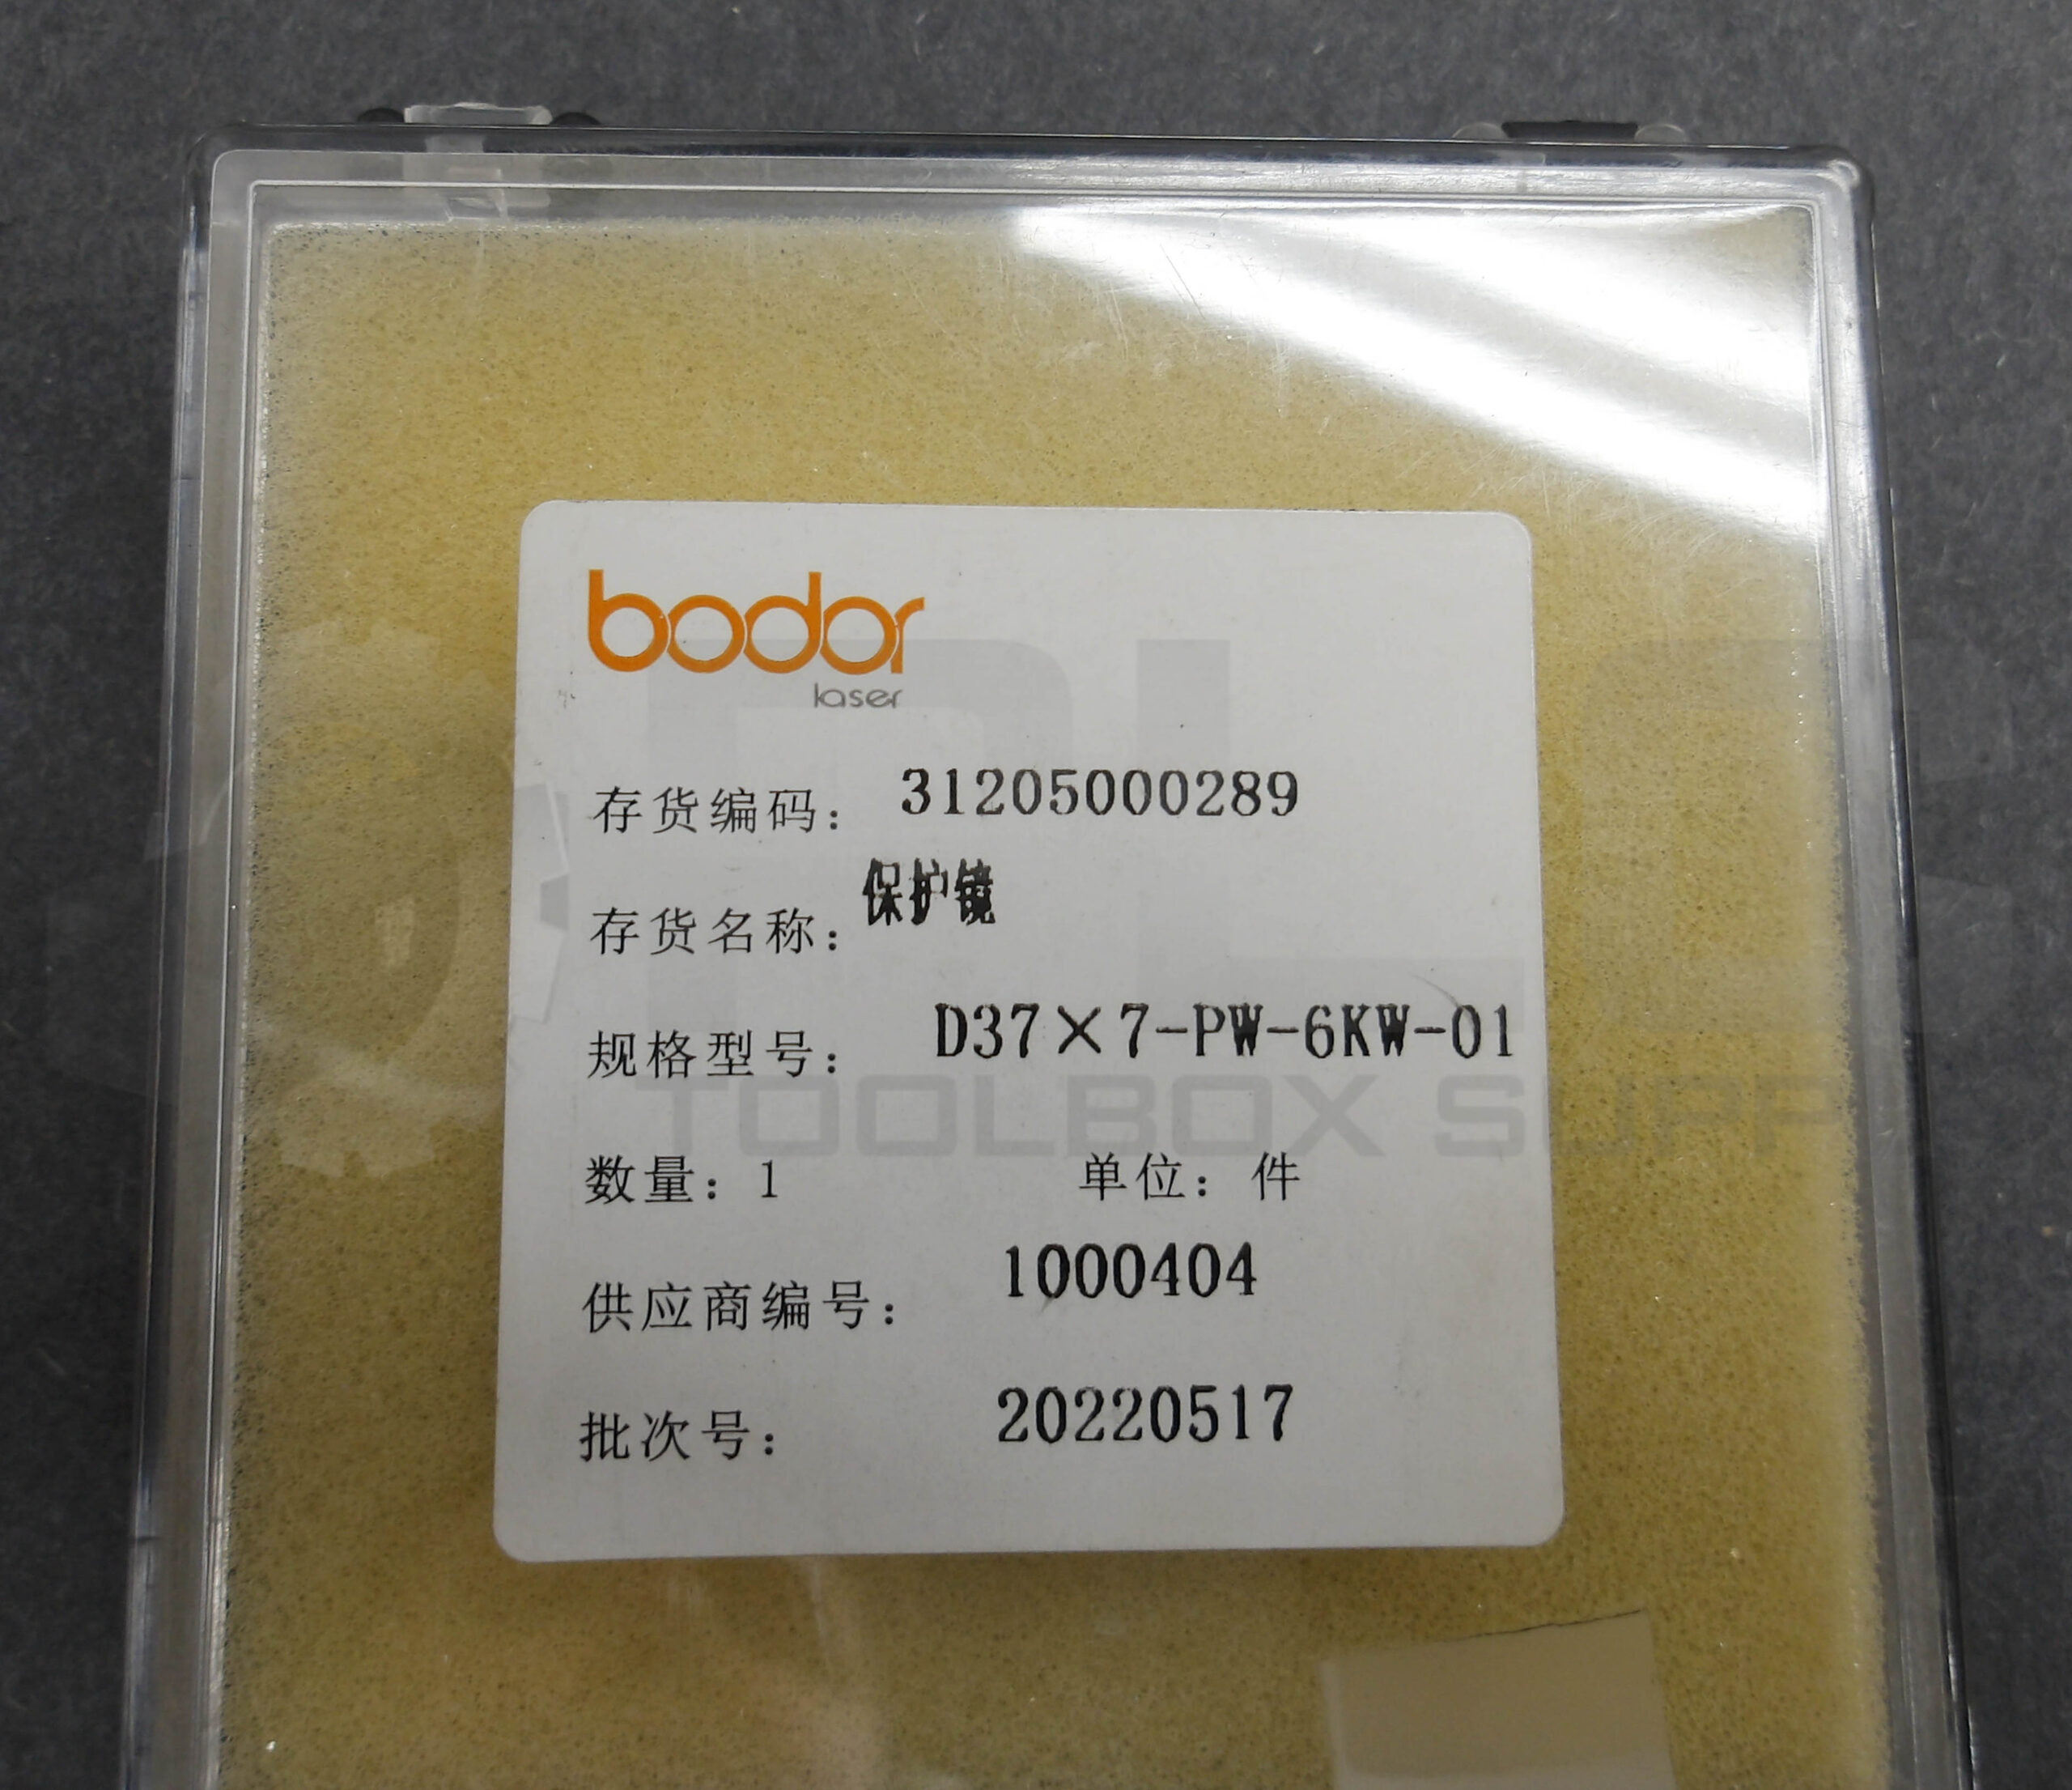 bodor
laser
存货编码： 31205000289
存货名称：保护镜
规格型号： D37×7-PW-6KW-01
TOOLBOX SUPP
数量：1 单位：件
供应商编号： 1000404
批次号： 20220517